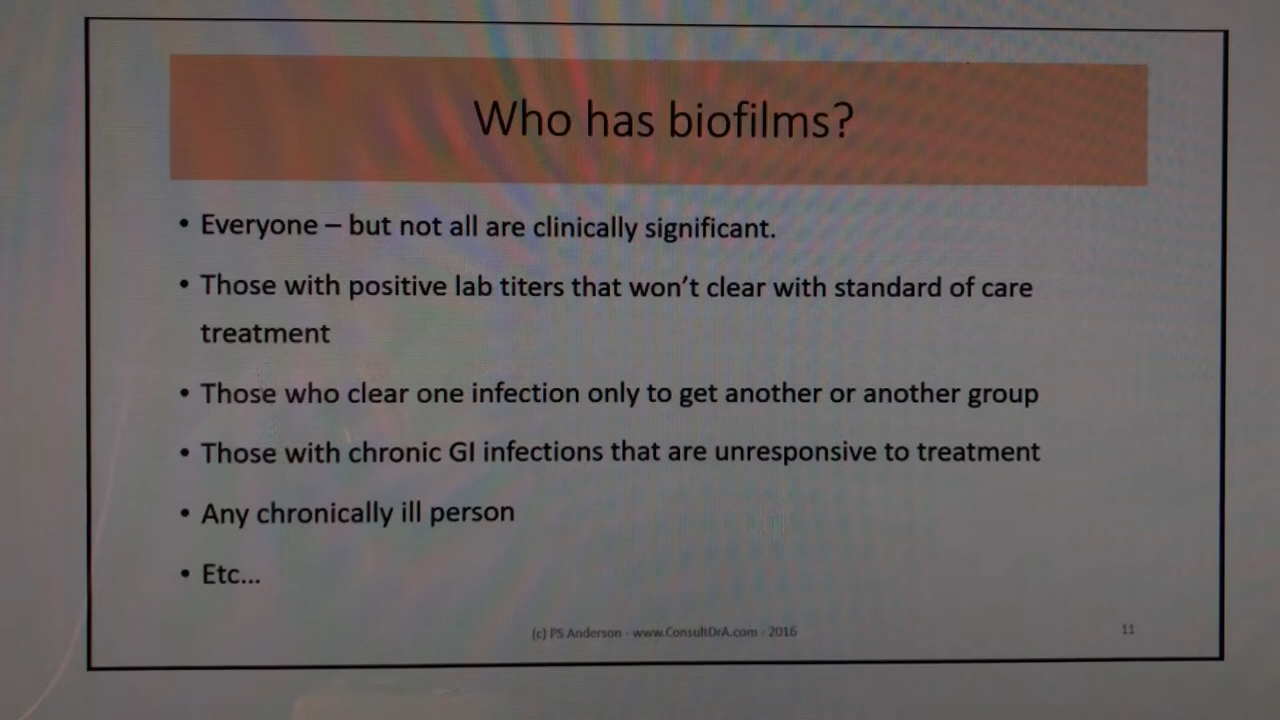 Who has biofilms?
• Everyone – but not all are clinically significant.
• Those with positive lab titers that won't clear with standard of care
treatment
• Those who clear one infection only to get another or another group
• Those with chronic GI infections that are unresponsive to treatment
• Any chronically ill person
• Etc...
(c) PS Anderson - www.ConsultDrA.com - 2016
11